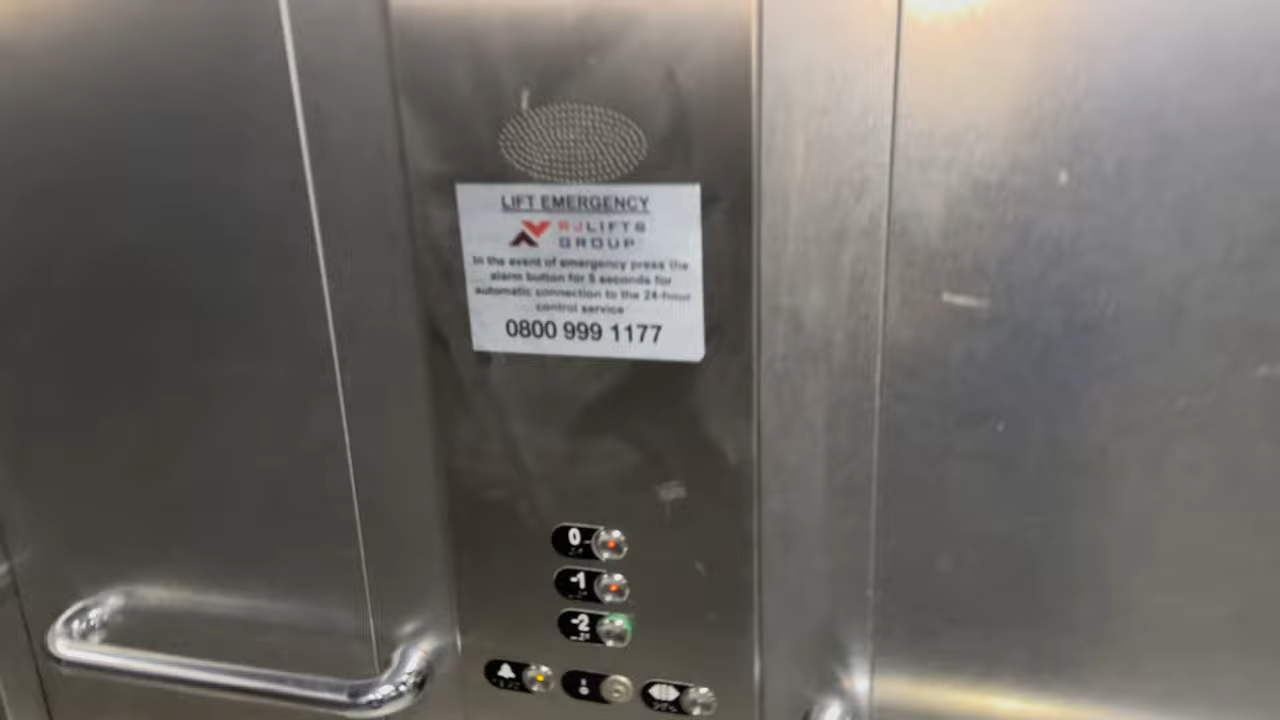 LIFT EMERGENCY
RJLIFTS
GROUP
In the event of emergency press the
alarm button for 5 seconds for
automatic connection to the 24-hour
control service
0800 999 1177
0
-1
-2